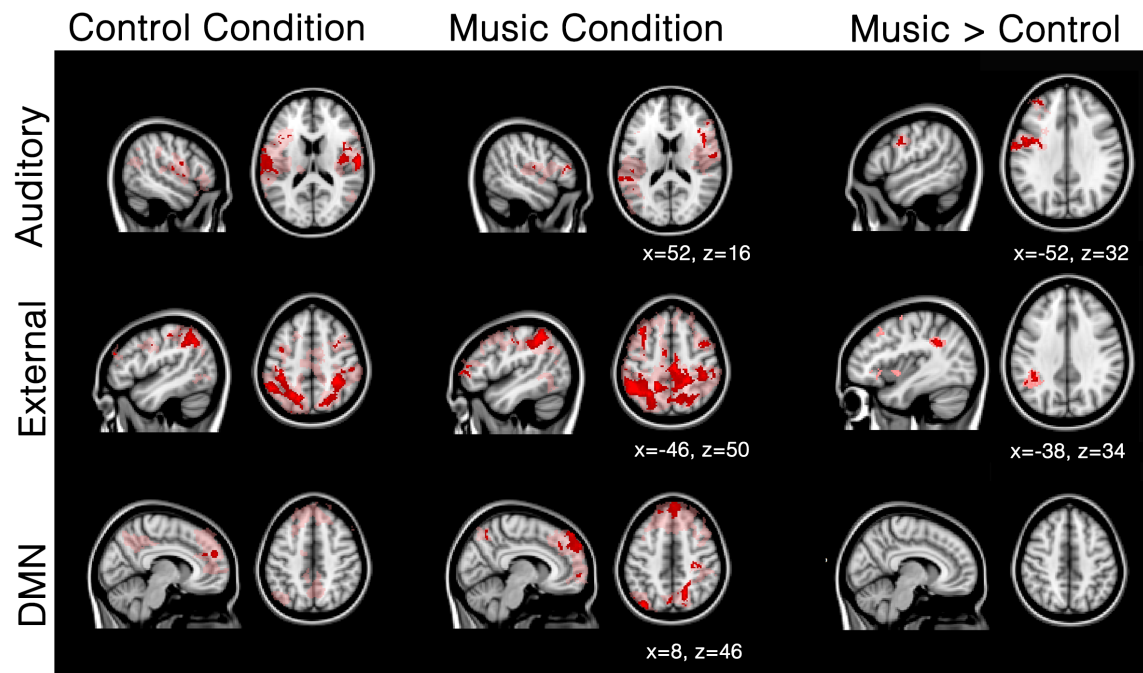 Control Condition
Music Condition
Music > Control
Auditory
x=52, z=16
x=-52, z=32
External
x=-46, z=50
x=-38, z=34
DMN
x=8, z=46